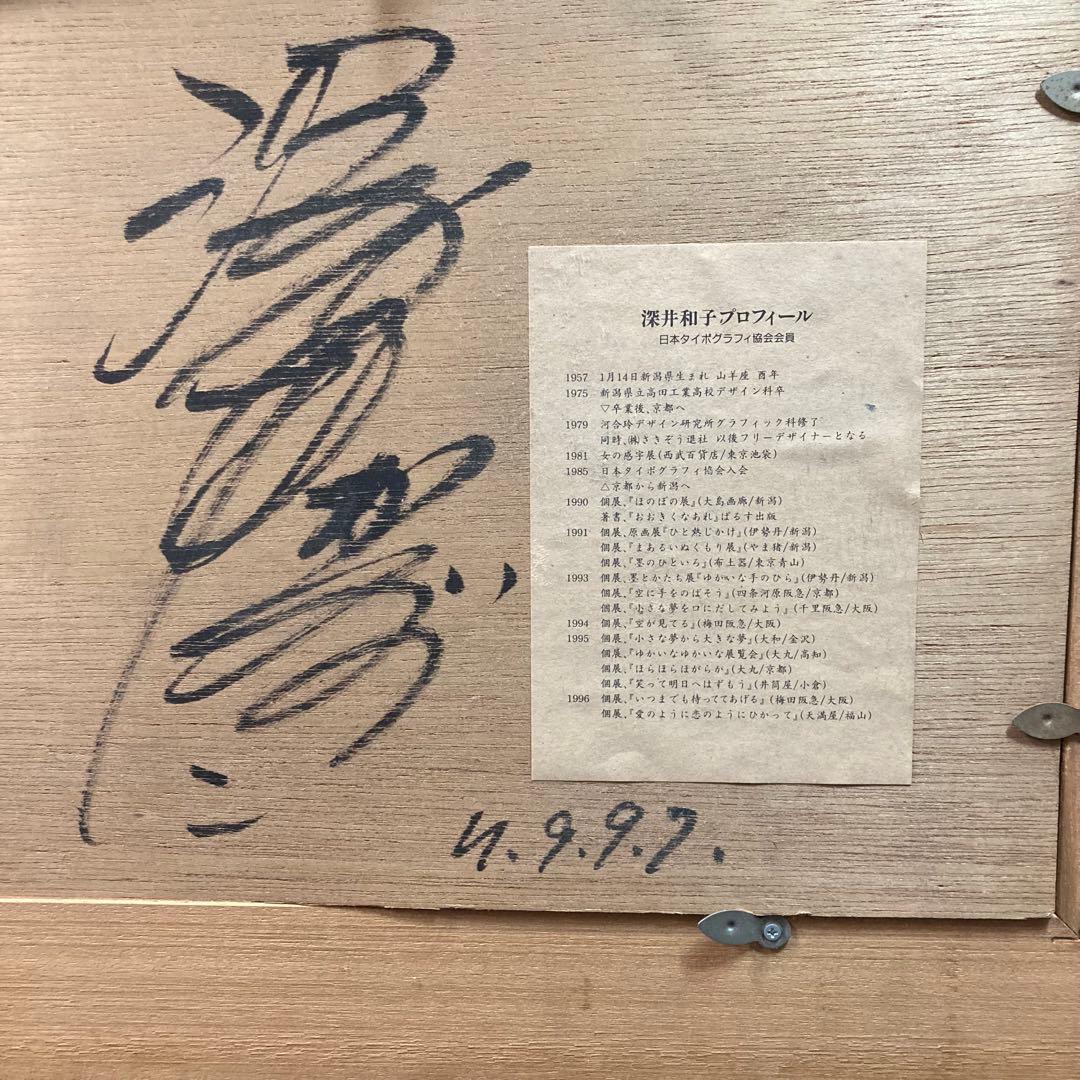 深井和子プロフィール
日本タイポグラフィ協会会員
1957 1月14日新潟県生まれ 山羊座 酉年
1975 新潟県立高田工業高校デザイン科卒
▽卒業後、京都へ
1979 河合玲デザイン研究所グラフィック科修了
同時、㈱さきぞう退社 以後フリーデザイナーとなる
1981 女の感字展(西武百貨店/東京池袋)
1985 日本タイポグラフィ協会入会
△京都から新潟へ
1990 個展、『ほのぼの展』(大島画廊/新潟)
著書、『おおきくなあれ』ぱるす出版
1991 個展、原画展『ひと熱じかけ』(伊勢丹/新潟)
個展、『まあるいぬくもり展』(やま猪/新潟)
個展、『墨のひといろ』(布土器/東京青山)
1993 個展、墨とかたち展『ゆかいな手のひら』(伊勢丹/新潟)
個展、『空に手をのばそう』(四条河原阪急/京都)
個展、『小さな夢を口にだしてみよう』(千里阪急/大阪)
1994 個展、『空が見てる』(梅田阪急/大阪)
1995 個展、『小さな夢から大きな夢』(大和/金沢)
個展、『ゆかいなゆかいな展覧会』(大丸/高知)
個展、『ほらほらほがらか』(大丸/京都)
個展、『笑って明日へはずもう』(井筒屋/小倉)
1996 個展、『いつまでも待っててあげる』(梅田阪急/大阪)
個展、『愛のように恋のようにひかって』(天満屋/福山)